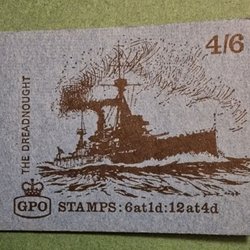 4/6
THE DREADNOUGHT
GPO
STAMPS:6at1d:12at4d